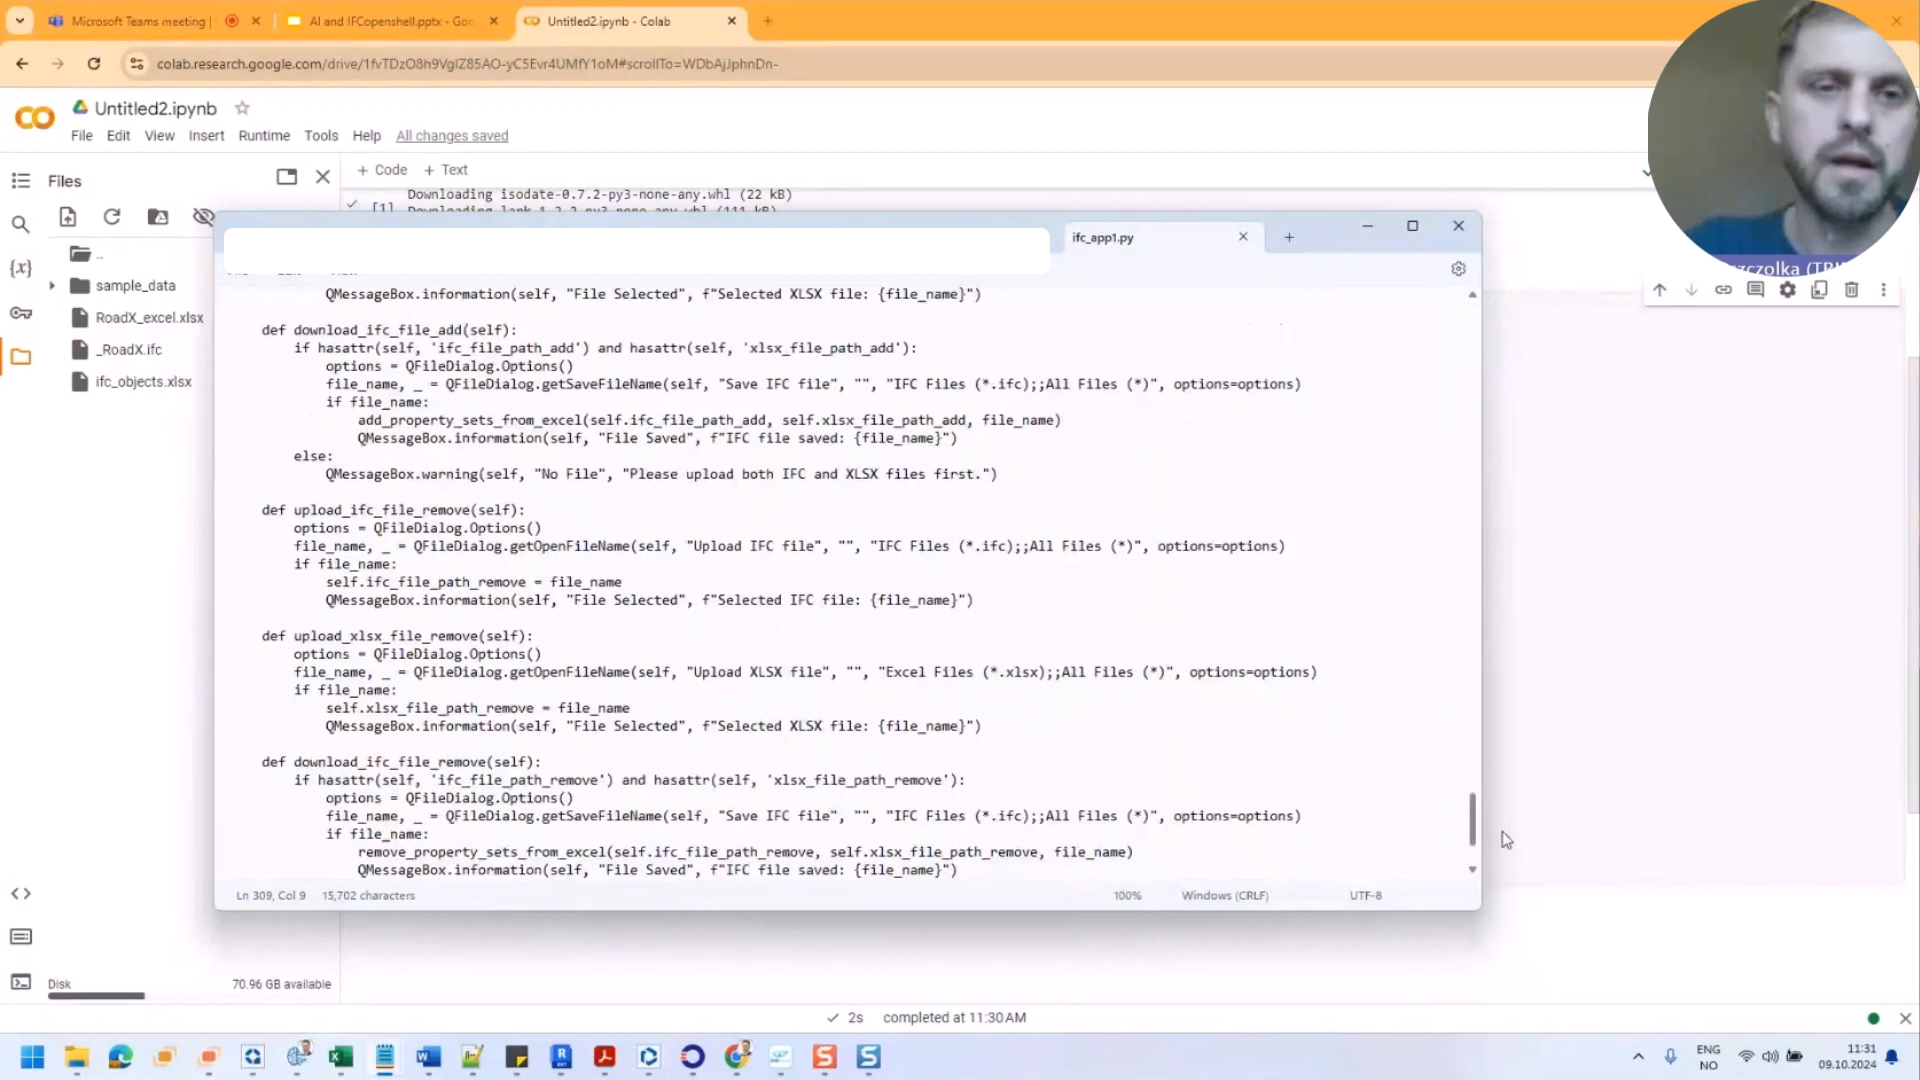 Microsoft Teams meeting |
AI and IFCopenshell.pptx - Goo
Untitled2.ipynb - Colab
colab.research.google.com/drive/1fvTDzO8h9VgIZ85AO-yC5Evr4UMfY1oM#scrollTo=WDbAjJphnDn-
Untitled2.ipynb
File Edit View Insert Runtime Tools Help All changes saved
Files
+ Code + Text
Downloading isodate-0.7.2-py3-none-any.whl (22 kB)
[1]
ifc_app1.py
..
sample_data
RoadX_excel.xlsx
_RoadX.ifc
ifc_objects.xlsx
QMessageBox.information(self, "File Selected", f"Selected XLSX file: {file_name}")
def download_ifc_file_add(self):
if hasattr(self, 'ifc_file_path_add') and hasattr(self, 'xlsx_file_path_add'):
options = QFileDialog.Options()
file_name, _ = QFileDialog.getSaveFileName(self, "Save IFC file", "", "IFC Files (*.ifc);;All Files (*)", options=options)
if file_name:
add_property_sets_from_excel(self.ifc_file_path_add, self.xlsx_file_path_add, file_name)
QMessageBox.information(self, "File Saved", f"IFC file saved: {file_name}")
else:
QMessageBox.warning(self, "No File", "Please upload both IFC and XLSX files first.")
def upload_ifc_file_remove(self):
options = QFileDialog.Options()
file_name, _ = QFileDialog.getOpenFileName(self, "Upload IFC file", "", "IFC Files (*.ifc);;All Files (*)", options=options)
if file_name:
self.ifc_file_path_remove = file_name
QMessageBox.information(self, "File Selected", f"Selected IFC file: {file_name}")
def upload_xlsx_file_remove(self):
options = QFileDialog.Options()
file_name, _ = QFileDialog.getOpenFileName(self, "Upload XLSX file", "", "Excel Files (*.xlsx);;All Files (*)", options=options)
if file_name:
self.xlsx_file_path_remove = file_name
QMessageBox.information(self, "File Selected", f"Selected XLSX file: {file_name}")
def download_ifc_file_remove(self):
if hasattr(self, 'ifc_file_path_remove') and hasattr(self, 'xlsx_file_path_remove'):
options = QFileDialog.Options()
file_name, _ = QFileDialog.getSaveFileName(self, "Save IFC file", "", "IFC Files (*.ifc);;All Files (*)", options=options)
if file_name:
remove_property_sets_from_excel(self.ifc_file_path_remove, self.xlsx_file_path_remove, file_name)
QMessageBox.information(self, "File Saved", f"IFC file saved: {file_name}")
Ln 309, Col 9 15,702 characters 100% Windows (CRLF) UTF-8
Disk 70.96 GB available
2s completed at 11:30 AM
ENG
NO
11:31
09.10.2024